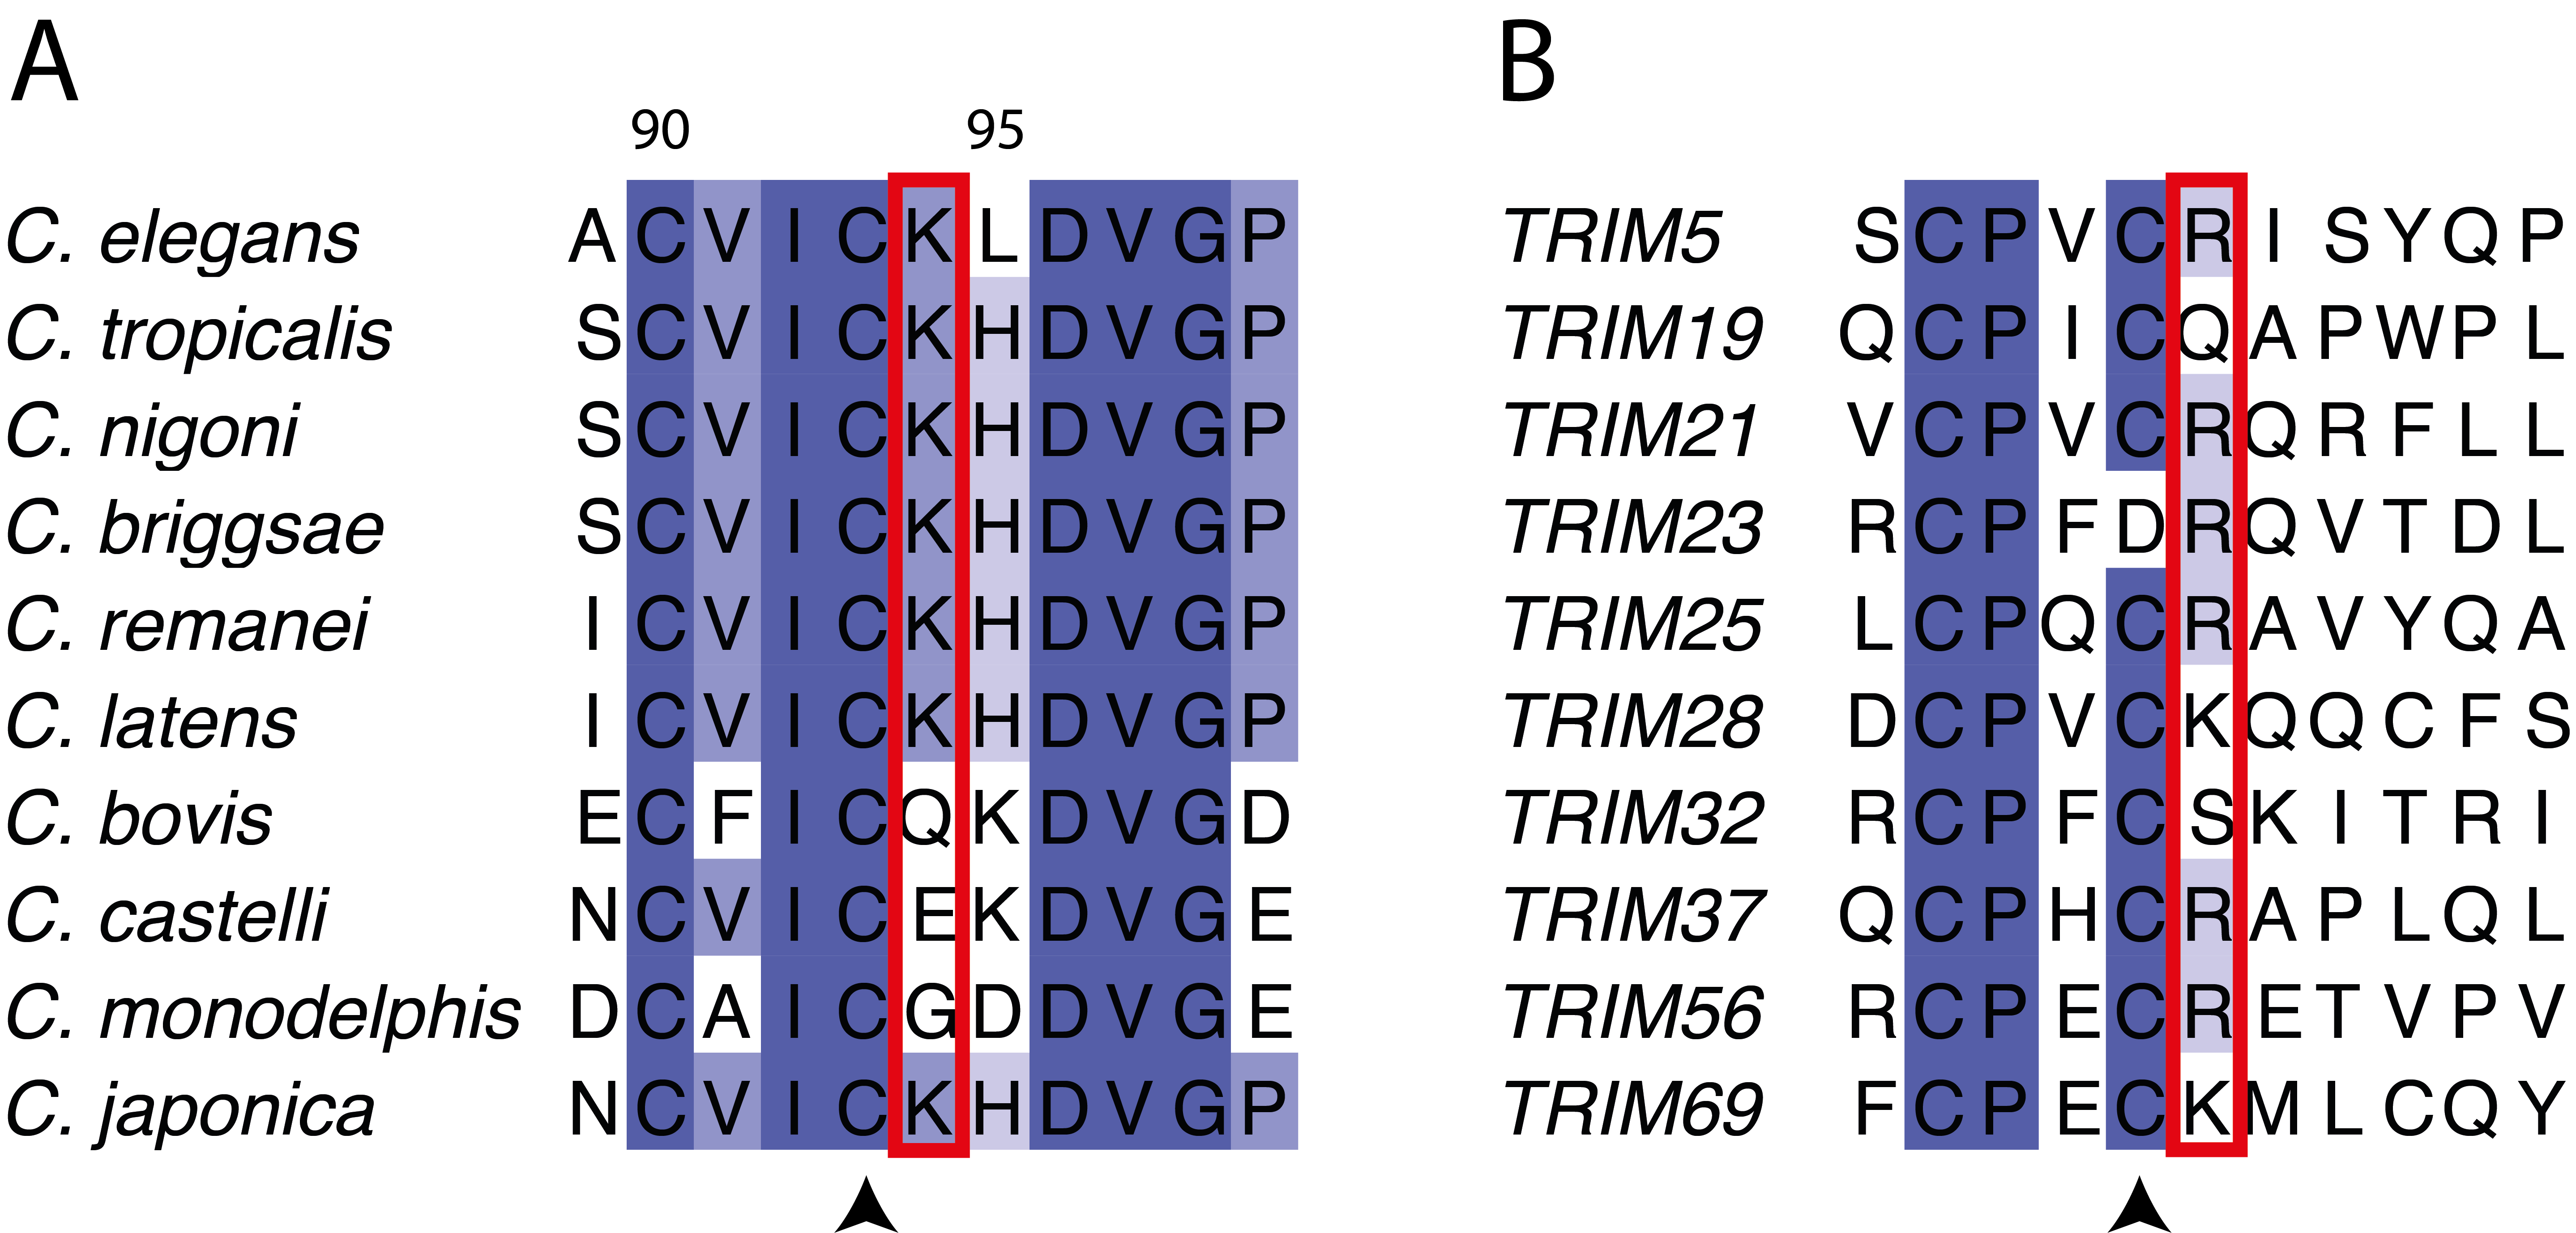 A
90 95
C. elegans A C V I C K L D V G P
C. tropicalis S C V I C K H D V G P
C. nigoni S C V I C K H D V G P
C. briggsae S C V I C K H D V G P
C. remanei I C V I C K H D V G P
C. latens I C V I C K H D V G P
C. bovis E C F I C Q K D V G D
C. castelli N C V I C E K D V G E
C. monodelphis D C A I C G D D V G E
C. japonica N C V I C K H D V G P
B
TRIM5 S C P V C R I S Y Q P
TRIM19 Q C P I C Q A P W P L
TRIM21 V C P V C R Q R F L L
TRIM23 R C P F D R Q V T D L
TRIM25 L C P Q C R A V Y Q A
TRIM28 D C P V C K Q Q C F S
TRIM32 R C P F C S K I T R I
TRIM37 Q C P H C R A P L Q L
TRIM56 R C P E C R E T V P V
TRIM69 F C P E C K M L C Q Y